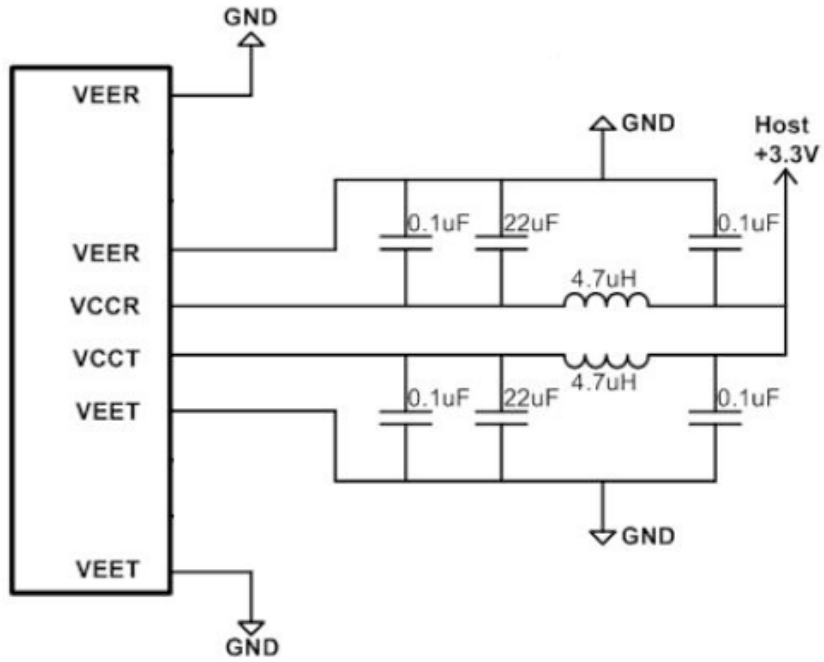 GND
VEER
GND
Host
+3.3V
0.1uF
22uF
0.1uF
VEER
4.7uH
VCCR
VCCT
4.7uH
0.1uF
22uF
0.1uF
VEET
GND
VEET
GND